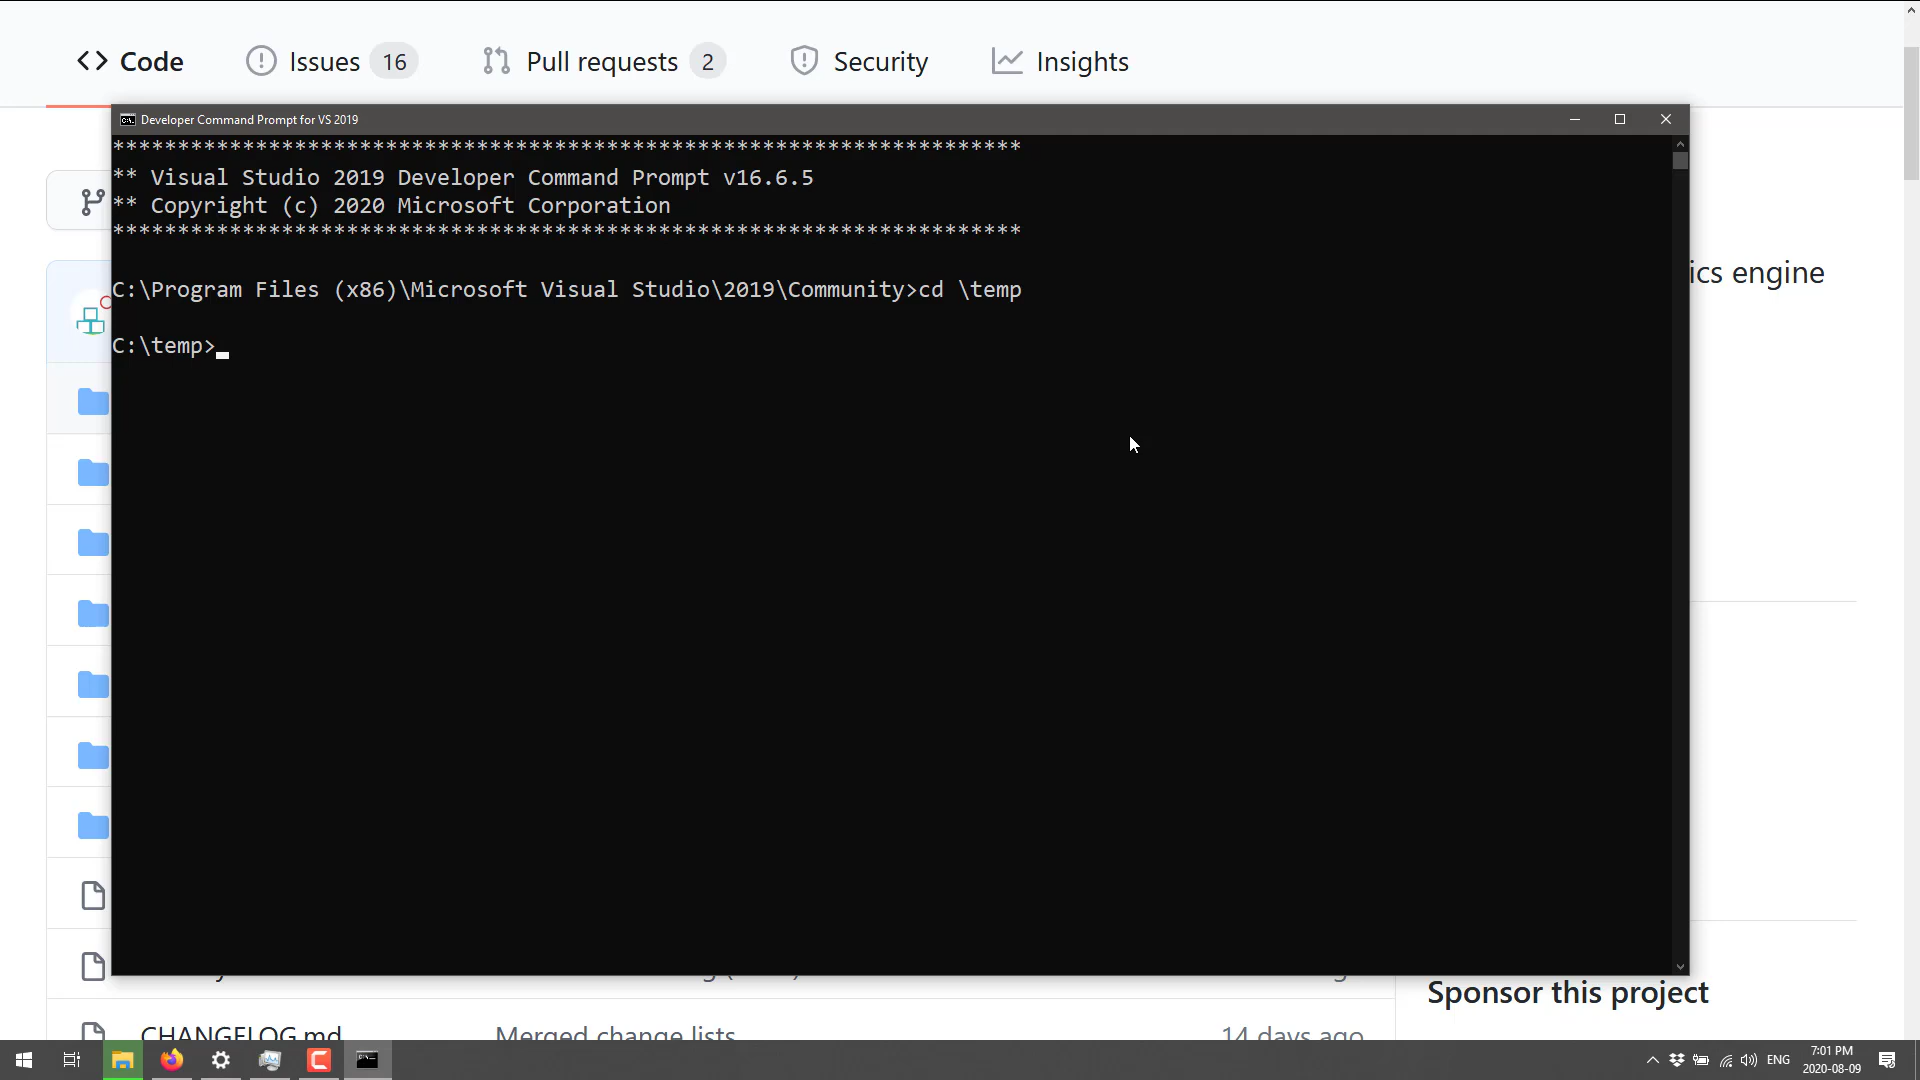 Code
Issues 16
Pull requests 2
Security
Insights
Developer Command Prompt for VS 2019
**********************************************************************
** Visual Studio 2019 Developer Command Prompt v16.6.5
** Copyright (c) 2020 Microsoft Corporation
**********************************************************************
C:\Program Files (x86)\Microsoft Visual Studio\2019\Community>cd \temp
C:\temp>
ics engine
Sponsor this project
CHANGELOG.md
Merged change lists
14 days ago
ENG
7:01 PM
2020-08-09